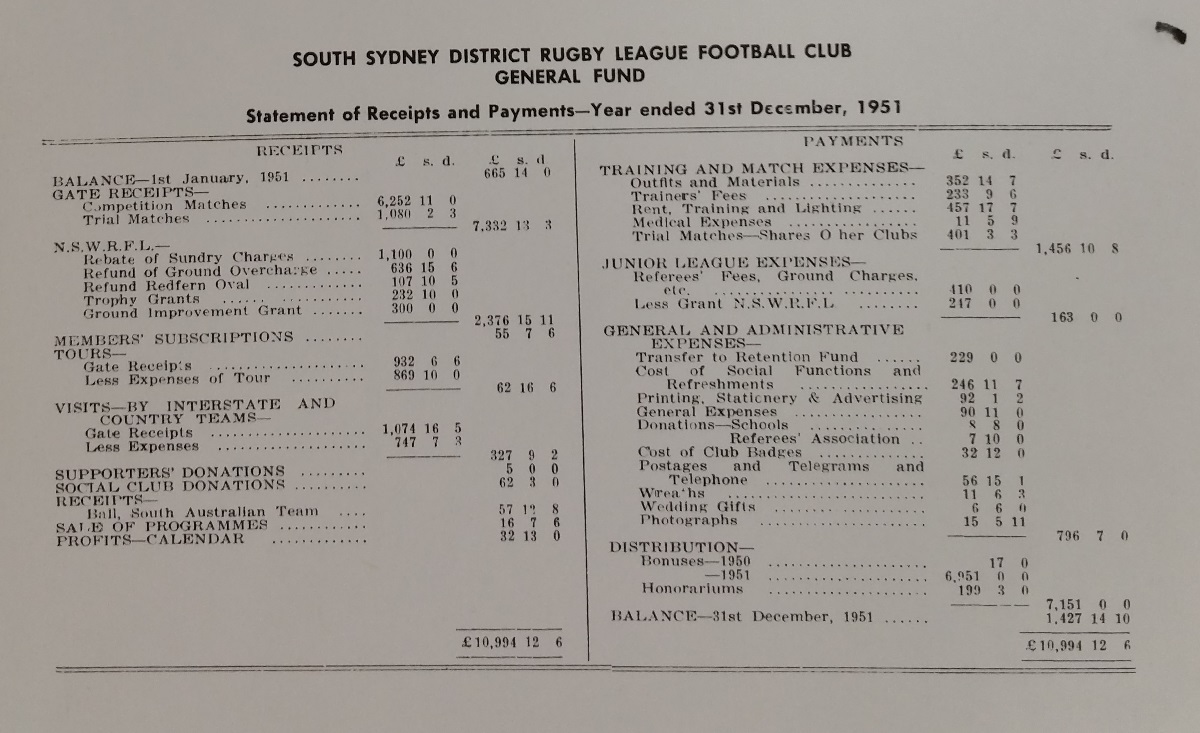 SOUTH SYDNEY DISTRICT RUGBY LEAGUE FOOTBALL CLUB
GENERAL FUND
Statement of Receipts and Payments—Year ended 31st December, 1951
RECEIPTS
£ s. d. £ s. d
BALANCE—1st January, 1951 ........ 665 14 0
GATE RECEIPTS—
Competition Matches ............ 6,252 11 0
Trial Matches .................... 1,080 2 3
7,332 13 3
N.S.W.R.F.L.—
Rebate of Sundry Charges ........ 1,100 0 0
Refund of Ground Overcharge ..... 636 15 6
Refund Redfern Oval ............ 107 10 5
Trophy Grants ...... ............ 232 10 0
Ground Improvement Grant ....... 300 0 0
2,376 15 11
MEMBERS' SUBSCRIPTIONS ........ 55 7 6
TOURS—
Gate Receipts ...................... 932 6 6
Less Expenses of Tour .......... 869 10 0
62 16 6
VISITS—BY INTERSTATE AND
COUNTRY TEAMS—
Gate Receipts .................... 1,074 16 5
Less Expenses .................... 747 7 3
327 9 2
SUPPORTERS' DONATIONS ......... 5 0 0
SOCIAL CLUB DONATIONS .......... 62 3 0
RECEIPTS—
Ball, South Australian Team .... 57 12 8
SALE OF PROGRAMMES ............ 16 7 6
PROFITS—CALENDAR ............. 32 13 0
£10,994 12 6
PAYMENTS
£ s. d. £ s. d.
TRAINING AND MATCH EXPENSES—
Outfits and Materials .............. 352 14 7
Trainers' Fees .................... 233 9 6
Rent, Training and Lighting ...... 457 17 7
Medical Expenses ................ 11 5 9
Trial Matches—Shares O her Clubs 401 3 3
1,456 10 8
JUNIOR LEAGUE EXPENSES—
Referees' Fees, Ground Charges.
etc. .................... .......... 410 0 0
Less Grant N.S.W.R.F.L ........ 247 0 0
163 0 0
GENERAL AND ADMINISTRATIVE
EXPENSES—
Transfer to Retention Fund ...... 229 0 0
Cost of Social Functions and
Refreshments ................ 246 11 7
Printing, Stationery & Advertising 92 1 2
General Expenses ................ 90 11 0
Donations—Schools .............. 8 8 0
Referees' Association .. 7 10 0
Cost of Club Badges ............. 32 12 0
Postages and Telegrams and
Telephone .................... 56 15 1
Wreaths ........................ 11 6 3
Wedding Gifts .................... 6 6 0
Photographs .................... 15 5 11
796 7 0
DISTRIBUTION—
Bonuses—1950 .................... 17 0
—1951 .................... 6,951 0 0
Honorariums .................... 199 3 0
7,151 0 0
BALANCE—31st December, 1951 ...... 1,427 14 10
£10,994 12 6